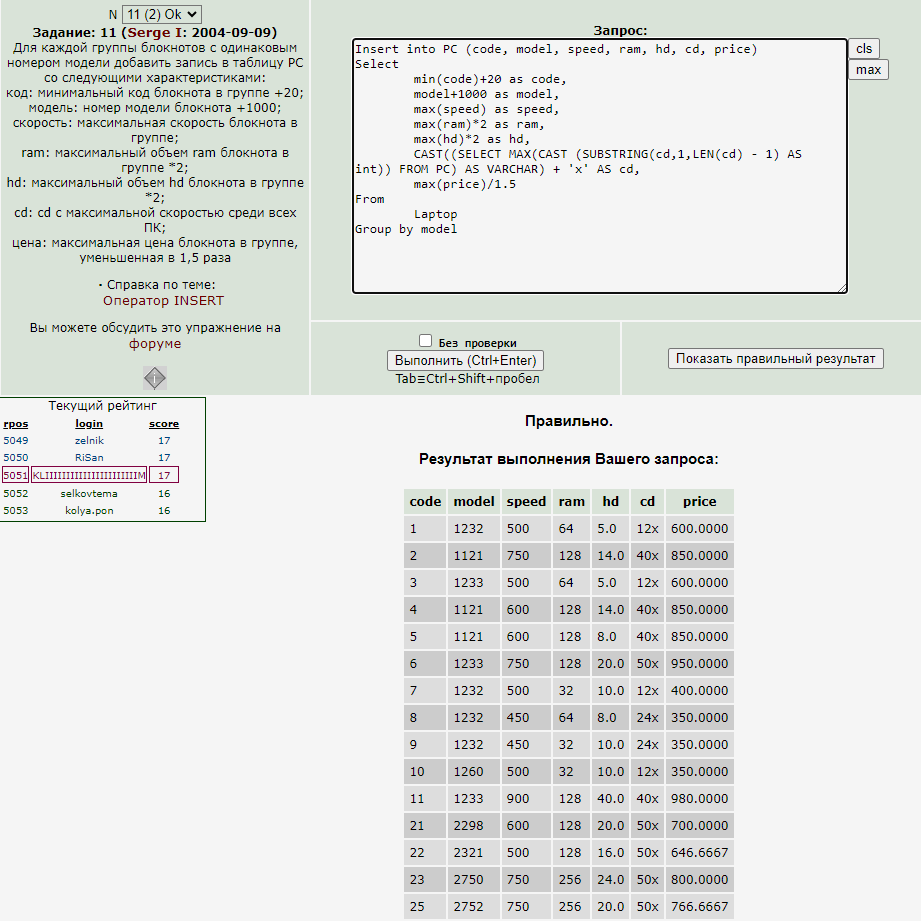 N 11 (2) Ok
Задание: 11 (Serge I: 2004-09-09)
Для каждой группы блокнотов с одинаковым
номером модели добавить запись в таблицу PC
со следующими характеристиками:
код: минимальный код блокнота в группе +20;
модель: номер модели блокнота +1000;
скорость: максимальная скорость блокнота в
группе;
ram: максимальный объем ram блокнота в
группе *2;
hd: максимальный объем hd блокнота в группе
*2;
cd: cd с максимальной скоростью среди всех
ПК;
цена: максимальная цена блокнота в группе,
уменьшенная в 1,5 раза
· Справка по теме:
Оператор INSERT
Вы можете обсудить это упражнение на
форуме
Запрос:
Insert into PC (code, model, speed, ram, hd, cd, price)
Select
min(code)+20 as code,
model+1000 as model,
max(speed) as speed,
max(ram)*2 as ram,
max(hd)*2 as hd,
CAST((SELECT MAX(CAST (SUBSTRING(cd,1,LEN(cd) - 1) AS
int)) FROM PC) AS VARCHAR) + 'x' AS cd,
max(price)/1.5
From
Laptop
Group by model
cls
max
Без проверки
Выполнить (Ctrl+Enter)
Tab≡Ctrl+Shift+пробел
Показать правильный результат
Текущий рейтинг
rpos login score
5049 zelnik 17
5050 RiSan 17
5051 KLIIIIIIIIIIIIIIIIIIIIIIM 17
5052 selkovtema 16
5053 kolya.pon 16
Правильно.
Результат выполнения Вашего запроса:
code model speed ram hd cd price
1 1232 500 64 5.0 12x 600.0000
2 1121 750 128 14.0 40x 850.0000
3 1233 500 64 5.0 12x 600.0000
4 1121 600 128 14.0 40x 850.0000
5 1121 600 128 8.0 40x 850.0000
6 1233 750 128 20.0 50x 950.0000
7 1232 500 32 10.0 12x 400.0000
8 1232 450 64 8.0 24x 350.0000
9 1232 450 32 10.0 24x 350.0000
10 1260 500 32 10.0 12x 350.0000
11 1233 900 128 40.0 40x 980.0000
21 2298 600 128 20.0 50x 700.0000
22 2321 500 128 16.0 50x 646.6667
23 2750 750 256 24.0 50x 800.0000
25 2752 750 256 20.0 50x 766.6667